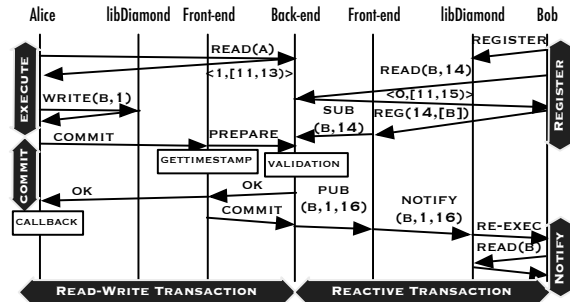 Alice libDiamond Front-end Back-end Front-end libDiamond Bob
READ(A)
REGISTER
<1,[11,13)>
READ(B,14)
EXECUTE
WRITE(B,1)
<0,[11,15)>
REGISTER
SUB
(B,14)
REG(14,[B])
COMMIT
PREPARE
GETTIMESTAMP
VALIDATION
COMMIT
OK
OK
PUB
(B,1,16)
NOTIFY
(B,1,16)
CALLBACK
COMMIT
RE-EXEC
READ(B)
NOTIFY
READ-WRITE TRANSACTION
REACTIVE TRANSACTION